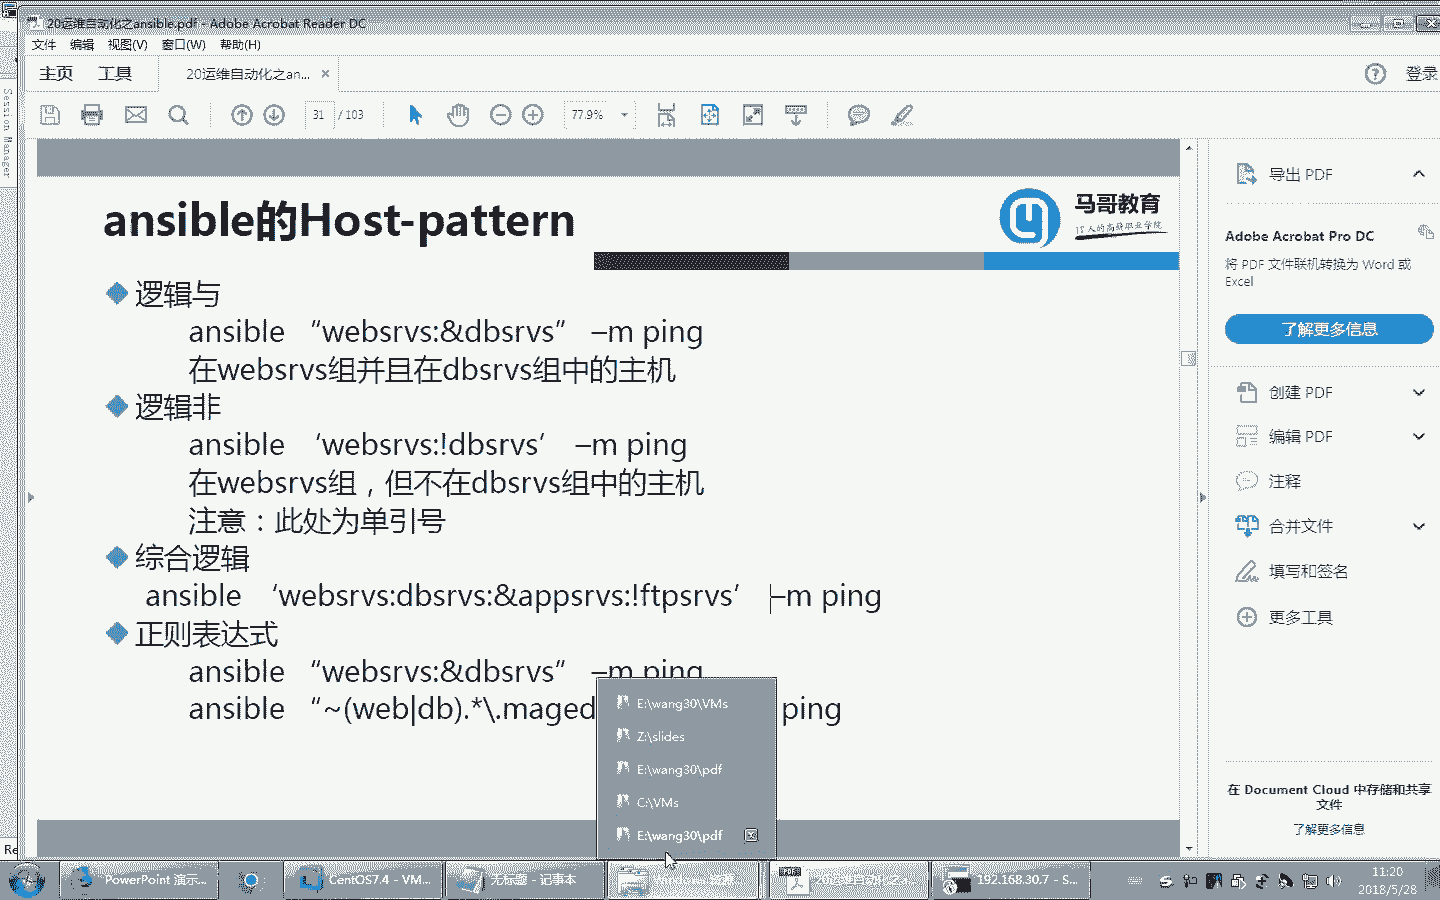 20运维自动化之ansible.pdf - Adobe Acrobat Reader DC
文件 编辑 视图(V) 窗口(W) 帮助(H)
主页 工具 20运维自动化之an... × 登录
31 / 103 77.9%
Session Manager
ansible的Host-pattern
马哥教育
逻辑与
ansible “websrvs:&dbsrvs” –m ping
在websrvs组并且在dbsrvs组中的主机
逻辑非
ansible ‘websrvs:!dbsrvs’ –m ping
在websrvs组，但不在dbsrvs组中的主机
注意：此处为单引号
综合逻辑
ansible ‘websrvs:dbsrvs:&appsrvs:!ftpsrvs’ –m ping
正则表达式
ansible “websrvs:&dbsrvs” –m ping
ansible “~(web|db).*\.maged ping
E:\wang30\VMs
Z:\slides
E:\wang30\pdf
C:\VMs
E:\wang30\pdf
导出 PDF
Adobe Acrobat Pro DC
将 PDF 文件联机转换为 Word 或
Excel
了解更多信息
创建 PDF
编辑 PDF
注释
合并文件
填写和签名
更多工具
在 Document Cloud 中存储和共享
文件
了解更多信息
Re
PowerPoint 演示... CentOS7.4 - VM... 无标题 - 记事本 20运维自动化之a... 192.168.30.7 - S...
11:20
2018/5/28